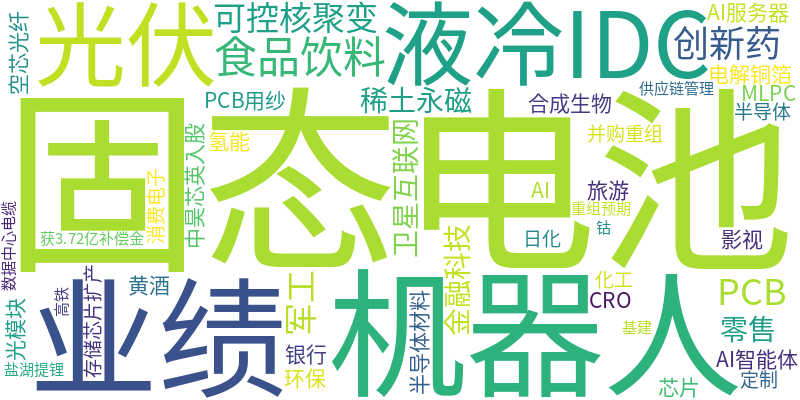 光伏
可控核聚变
食品饮料
液冷IDC
AI服务器
创新药
电解铜箔
空芯光纤
PCB用纱
稀土永磁
合成生物
供应链管理
MLPC
半导体
固态电池
氢能
中昊芯英入股
卫星互联网
并购重组
AI
旅游
重组预期
钴
数据中心电缆
获3.72亿补偿金
消费电子
金融科技
日化
影视
业绩
机器人
光模块
高铁
存储芯片扩产
黄酒
军工
半导体材料
化工
CRO
PCB
基建
零售
盐湖提锂
银行
环保
AI智能体
芯片
定制